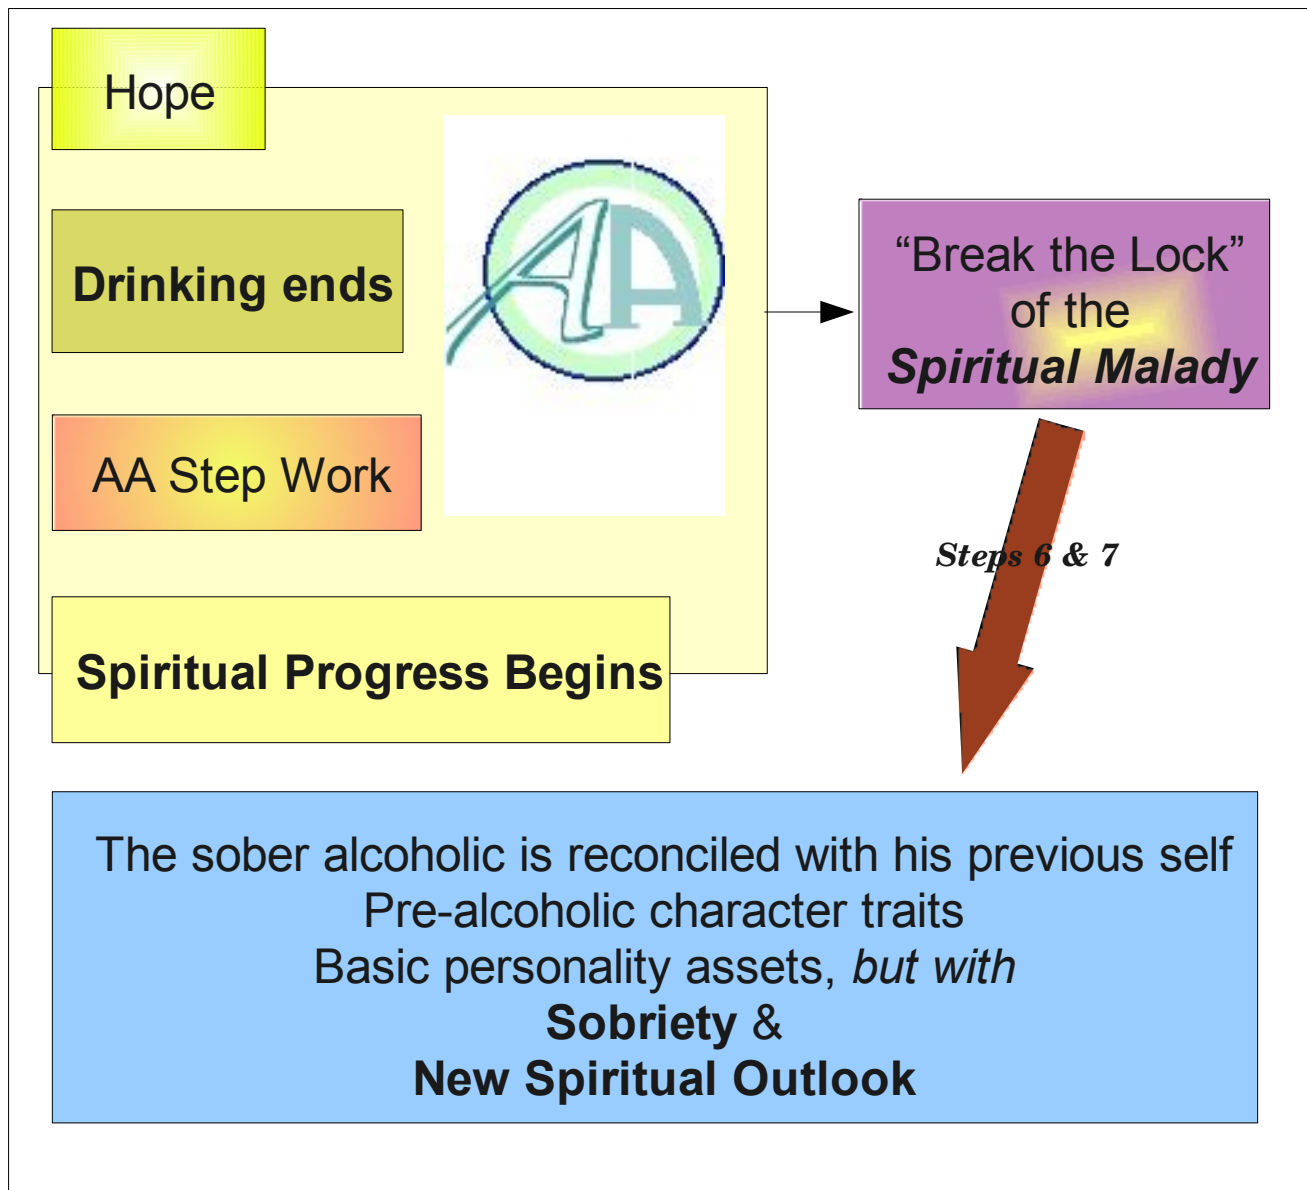 Hope
Drinking ends
AA Step Work
Spiritual Progress Begins
AA
“Break the Lock”
of the
Spiritual Malady
Steps 6 & 7
The sober alcoholic is reconciled with his previous self
Pre-alcoholic character traits
Basic personality assets, but with
Sobriety &
New Spiritual Outlook